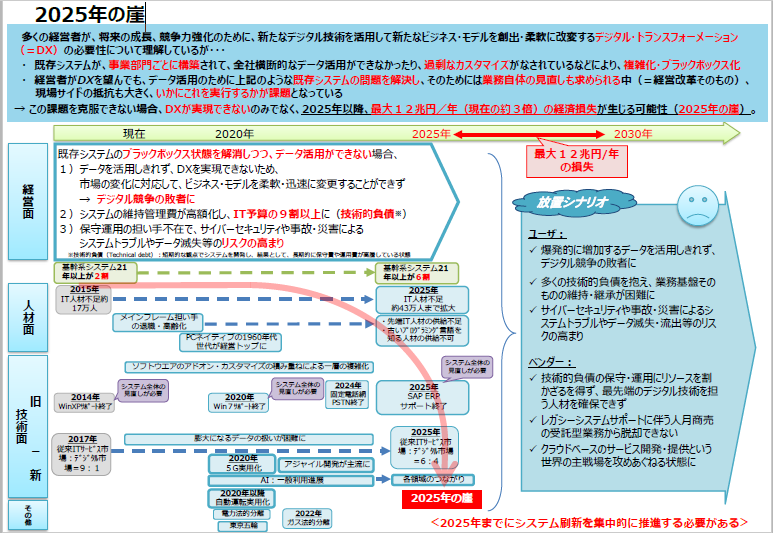 2025年の崖
多くの経営者が、将来の成長、競争力強化のために、新たなデジタル技術を活用して新たなビジネス・モデルを創出・柔軟に改変するデジタル・トランスフォーメーション
（＝DX）の必要性について理解しているが・・・
・ 既存システムが、事業部門ごとに構築されて、全社横断的なデータ活用ができなかったり、過剰なカスタマイズがなされているなどにより、複雑化・ブラックボックス化
・ 経営者がDXを望んでも、データ活用のために上記のような既存システムの問題を解決し、そのためには業務自体の見直しも求められる中（＝経営改革そのもの）、
現場サイドの抵抗も大きく、いかにこれを実行するかが課題となっている
→ この課題を克服できない場合、DXが実現できないのみでなく、2025年以降、最大１２兆円／年（現在の約３倍）の経済損失が生じる可能性（2025年の崖）。
現在
2020年
2025年
2030年
最大１２兆円/年
の損失
経営面
既存システムのブラックボックス状態を解消しつつ、データ活用ができない場合、
１）データを活用しきれず、DXを実現できないため、
市場の変化に対応して、ビジネス・モデルを柔軟・迅速に変更することができず
→ デジタル競争の敗者に
２）システムの維持管理費が高額化し、IT予算の９割以上に（技術的負債※）
３）保守運用の担い手不在で、サイバーセキュリティや事故・災害による
システムトラブルやデータ滅失等のリスクの高まり
※技術的負債（Technical debt）：短期的な観点でシステムを開発し、結果として、長期的に保守費や運用費が高騰している状態
人材面
基幹系システム21
年以上が２割
基幹系システム21
年以上が６割
2015年
IT人材不足約
17万人
2025年
IT人材不足
約43万人まで拡大
メインフレーム担い手
の退職・高齢化
・先端IT人材の供給不足
・古いプログラミング言語を
知る人材の供給不可
PCネイティブの1960年代
世代が経営トップに
旧 技術面 － 新
ソフトウエアのアドオン・カスタマイズの積み重ねによる一層の複雑化
システム全体の
見直しが必要
システム全体の
見直しが必要
システム全体の
見直しが必要
2014年
WinXPサポート終了
2020年
Win７サポート終了
2024年
固定電話網
PSTN終了
2025年
SAP ERP
サポート終了
2017年
従来ITサービス市
場：デジタル市場
＝９：１
膨大になるデータの扱いが困難に
2025年
従来ITサービス市
場：デジタル市場
＝６：４
2020年
５G実用化
アジャイル開発が主流に
AI：一般利用進展
各領域のつながり
2020年以降
自動運転実用化
2025年の崖
その他
電力法的分離
東京五輪
2022年
ガス法的分離
放置シナリオ
ユーザ：
✓ 爆発的に増加するデータを活用しきれず、
デジタル競争の敗者に
✓ 多くの技術的負債を抱え、業務基盤その
ものの維持・継承が困難に
✓ サイバーセキュリティや事故・災害によるシ
ステムトラブルやデータ滅失・流出等のリス
クの高まり
ベンダー：
✓ 技術的負債の保守・運用にリソースを割
かざるを得ず、最先端のデジタル技術を担
う人材を確保できず
✓ レガシーシステムサポートに伴う人月商売
の受託型業務から脱却できない
✓ クラウドベースのサービス開発・提供という
世界の主戦場を攻めあぐねる状態に
＜2025年までにシステム刷新を集中的に推進する必要がある＞